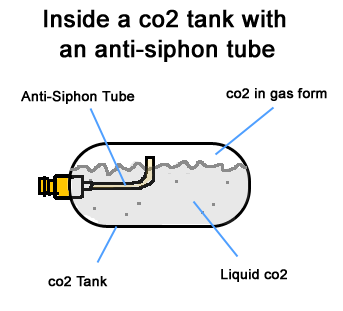 Inside a co2 tank with
an anti-siphon tube
Anti-Siphon Tube
co2 in gas form
co2 Tank
Liquid co2